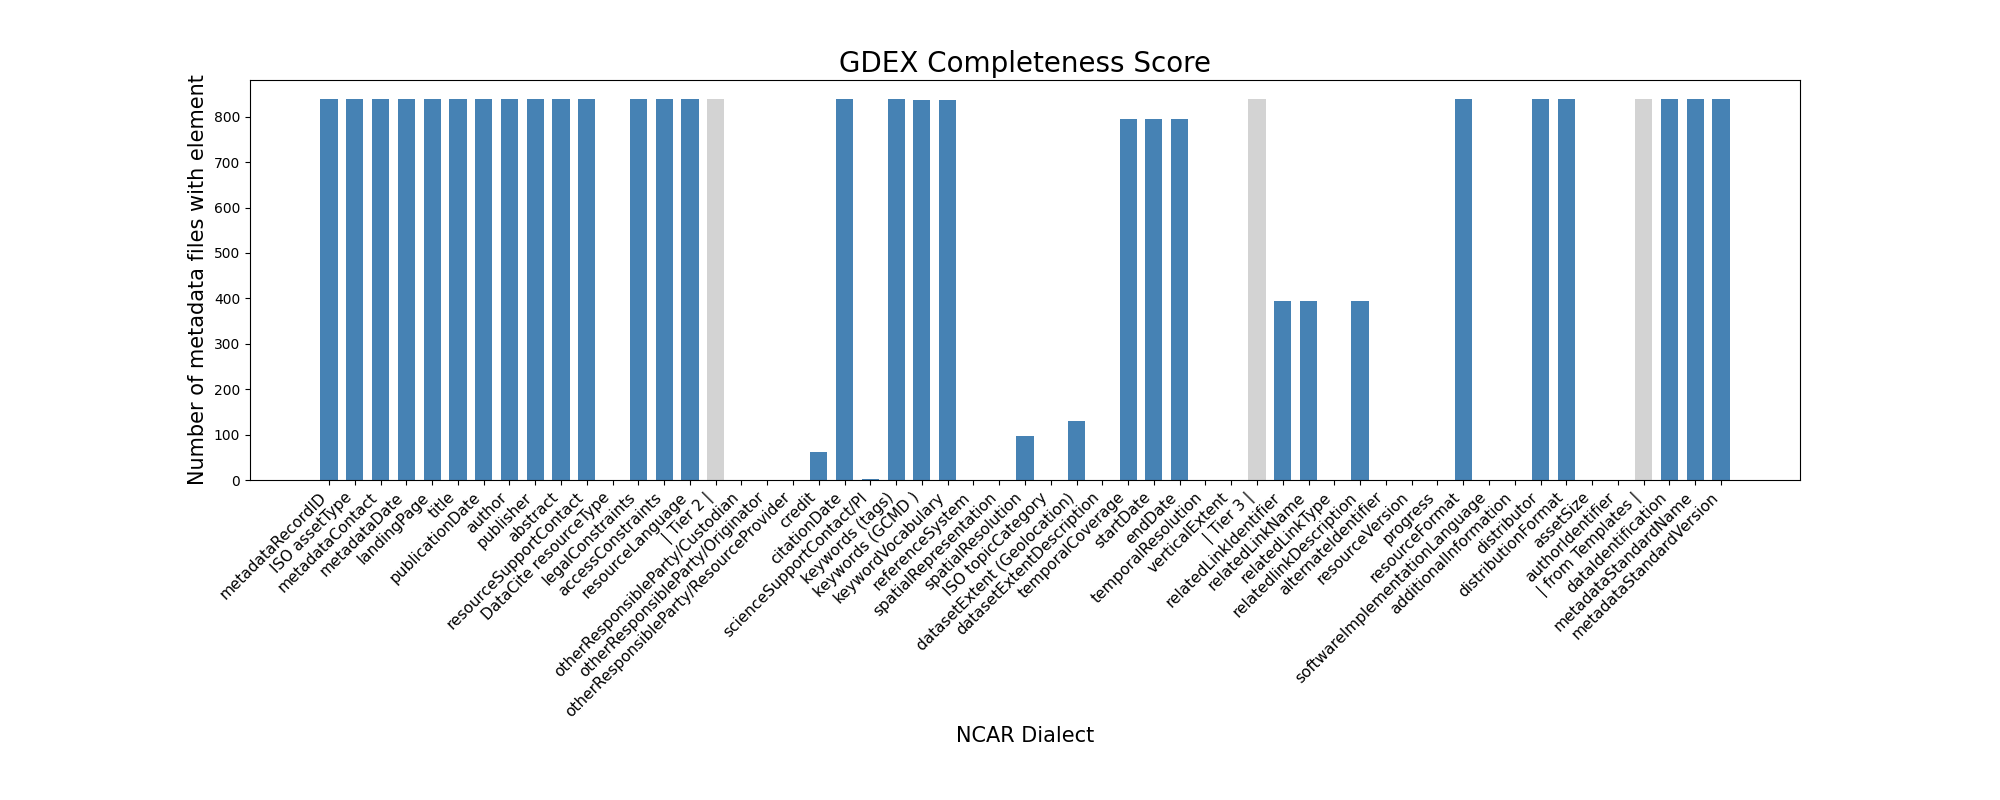 GDEX Completeness Score
Number of metadata files with element
800
700
600
500
400
300
200
100
0
metadataRecordID
ISO assetType
metadataContact
metadataDate
landingPage
title
publicationDate
author
publisher
abstract
resourceSupportContact
DataCite resourceType
legalConstraints
accessConstraints
resourceLanguage
| Tier 2 |
otherResponsibleParty/Custodian
otherResponsibleParty/Originator
otherResponsibleParty/ResourceProvider
credit
citationDate
scienceSupportContact/PI
keywords (tags)
keywords (GCMD )
keywordVocabulary
referenceSystem
spatialRepresentation
spatialResolution
ISO topicCategory
datasetExtent (Geolocation)
datasetExtentDescription
temporalCoverage
startDate
endDate
temporalResolution
verticalExtent
| Tier 3 |
relatedLinkIdentifier
relatedLinkName
relatedLinkType
relatedlinkDescription
alternateIdentifier
resourceVersion
progress
resourceFormat
softwareImplementationLanguage
additionalInformation
distributor
distributionFormat
assetSize
authorIdentifier
| from Templates |
dataIdentification
metadataStandardName
metadataStandardVersion
NCAR Dialect